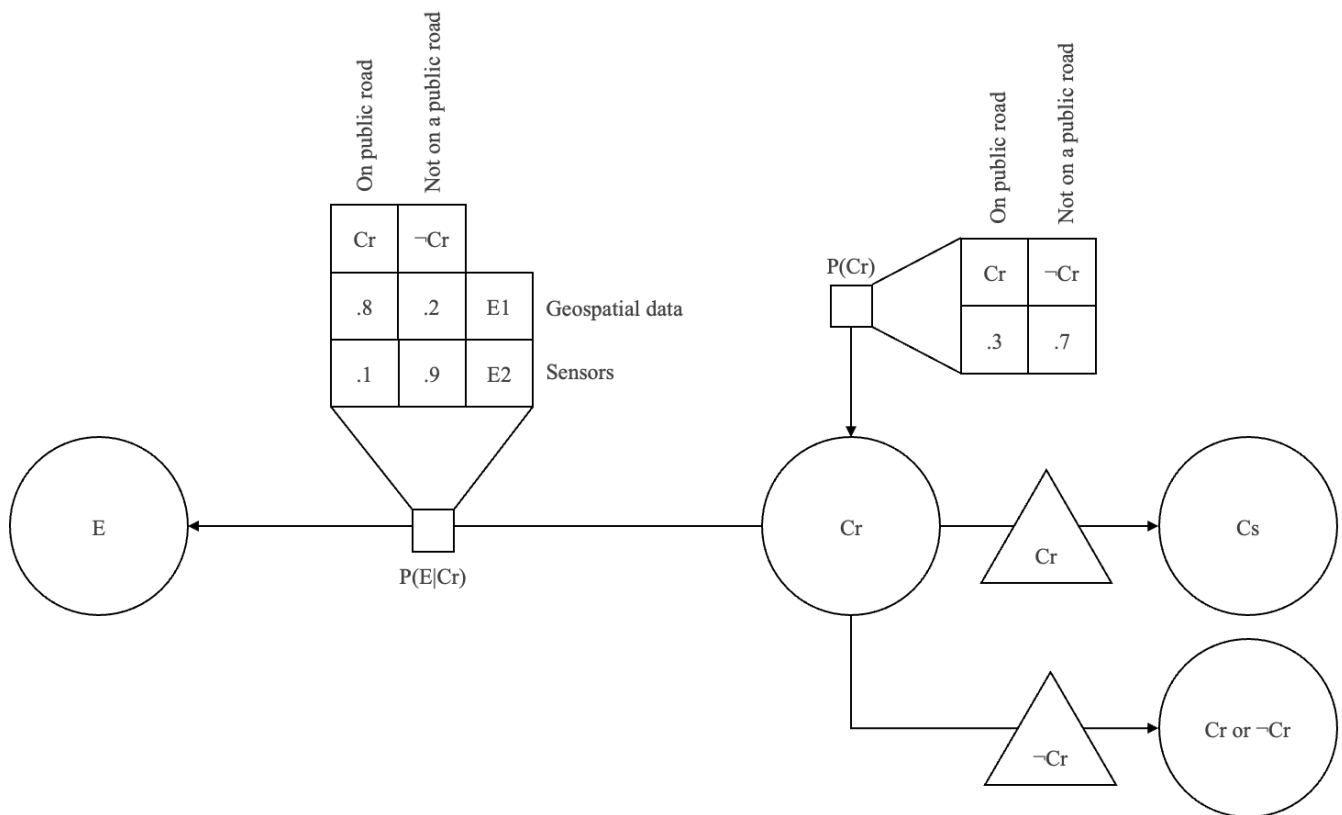 On public road
Not on a public road
Cr
¬Cr
.8
.2
E1
Geospatial data
.1
.9
E2
Sensors
On public road
Not on a public road
P(Cr)
Cr
¬Cr
.3
.7
E
P(E|Cr)
Cr
Cr
Cs
¬Cr
Cr or ¬Cr